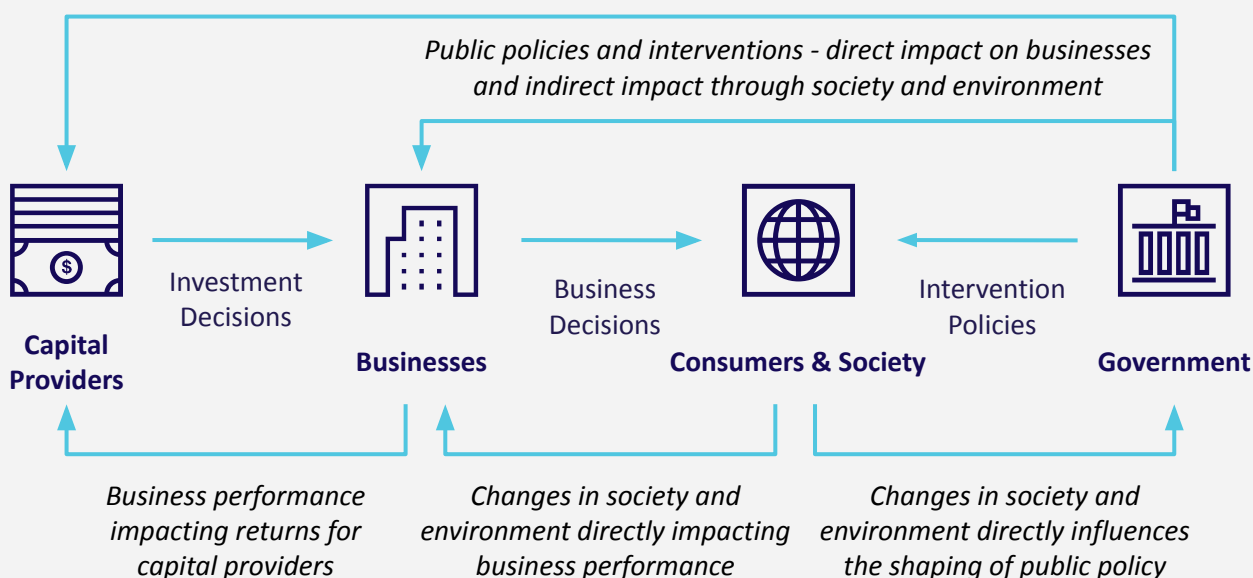 Public policies and interventions - direct impact on businesses
and indirect impact through society and environment
$
Investment
Decisions
Business
Decisions
Intervention
Policies
Capital
Providers
Businesses
Consumers & Society
Government
Business performance
impacting returns for
capital providers
Changes in society and
environment directly impacting
business performance
Changes in society and
environment directly influences
the shaping of public policy